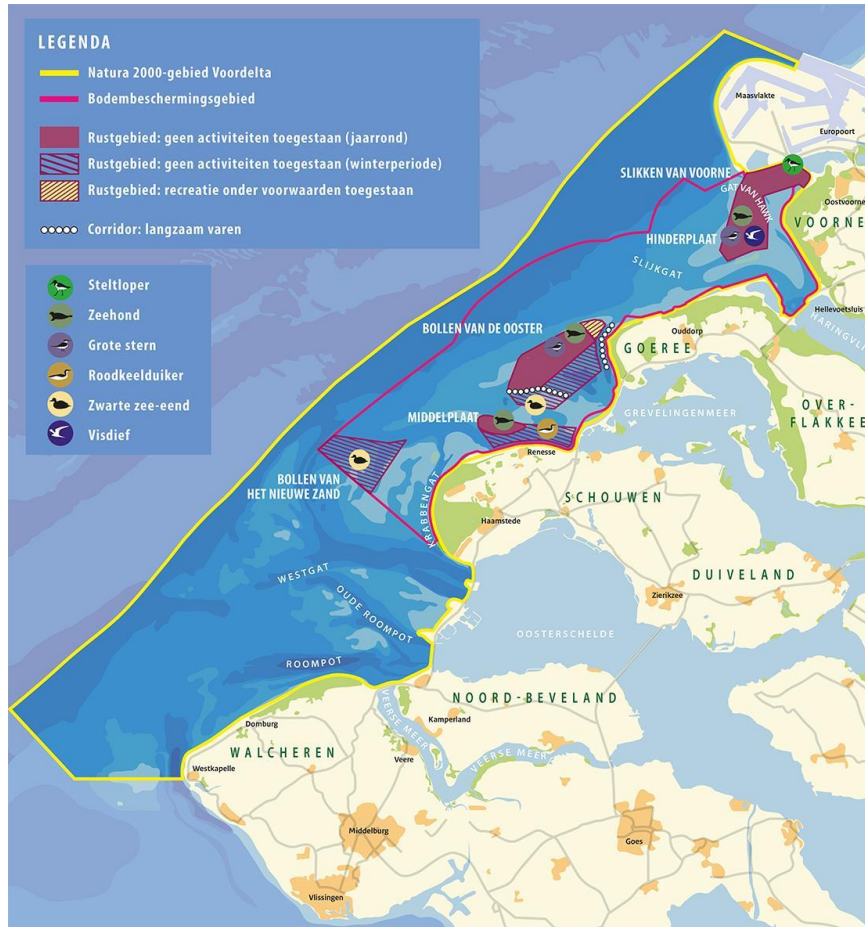 LEGENDA
Natura 2000-gebied Voordelta
Bodembeschermingsgebied
Rustgebied: geen activiteiten toegestaan (jaarrond)
Rustgebied: geen activiteiten toegestaan (winterperiode)
Rustgebied: recreatie onder voorwaarden toegestaan
Corridor: langzaam varen
Steltloper
Zeehond
Grote stern
Roodkeelduiker
Zwarte zee-eend
Visdief
Maasvlakte
Europoort
SLIKKEN VAN VOORNE
GAT VAN HAWK
Oostvoorne
VOORNE
HINDERPLAAT
SLIJKGAT
Hellevoetsluis
HARINGVLI
BOLLEN VAN DE OOSTER
Ouddorp
GOEREE
GREVELINGENMEER
OVER-
FLAKKEE
MIDDELPLAAT
Renesse
BOLLEN VAN
HET NIEUWE ZAND
KRABBENGAT
SCHOUWEN
Haamstede
WESTGAT
OUDE ROOMPOT
DUIVELAND
Zierikzee
OOSTERSCHELDE
ROOMPOT
NOORD-BEVELAND
Kamperland
VEERSE MEER
VEERSE MEER
Domburg
WALCHEREN
Veere
Westkapelle
Middelburg
Goes
Vlissingen